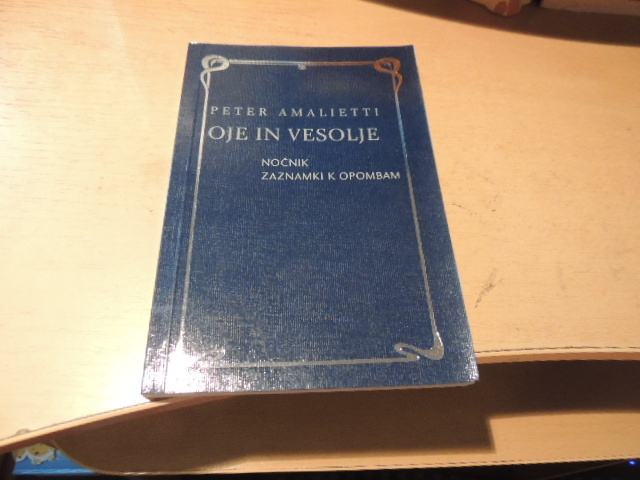 PETER AMALIETTI
OJE IN VESOLJE
NOČNIK
ZAZNAMKI K OPOMBAM